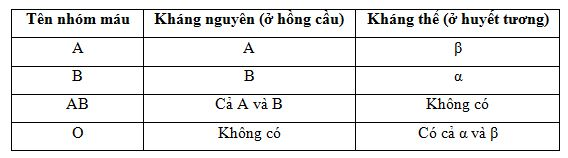 Tên nhóm máu Kháng nguyên (ở hồng cầu) Kháng thể (ở huyết tương)
A A β
B B α
AB Cả A và B Không có
O Không có Có cả α và β